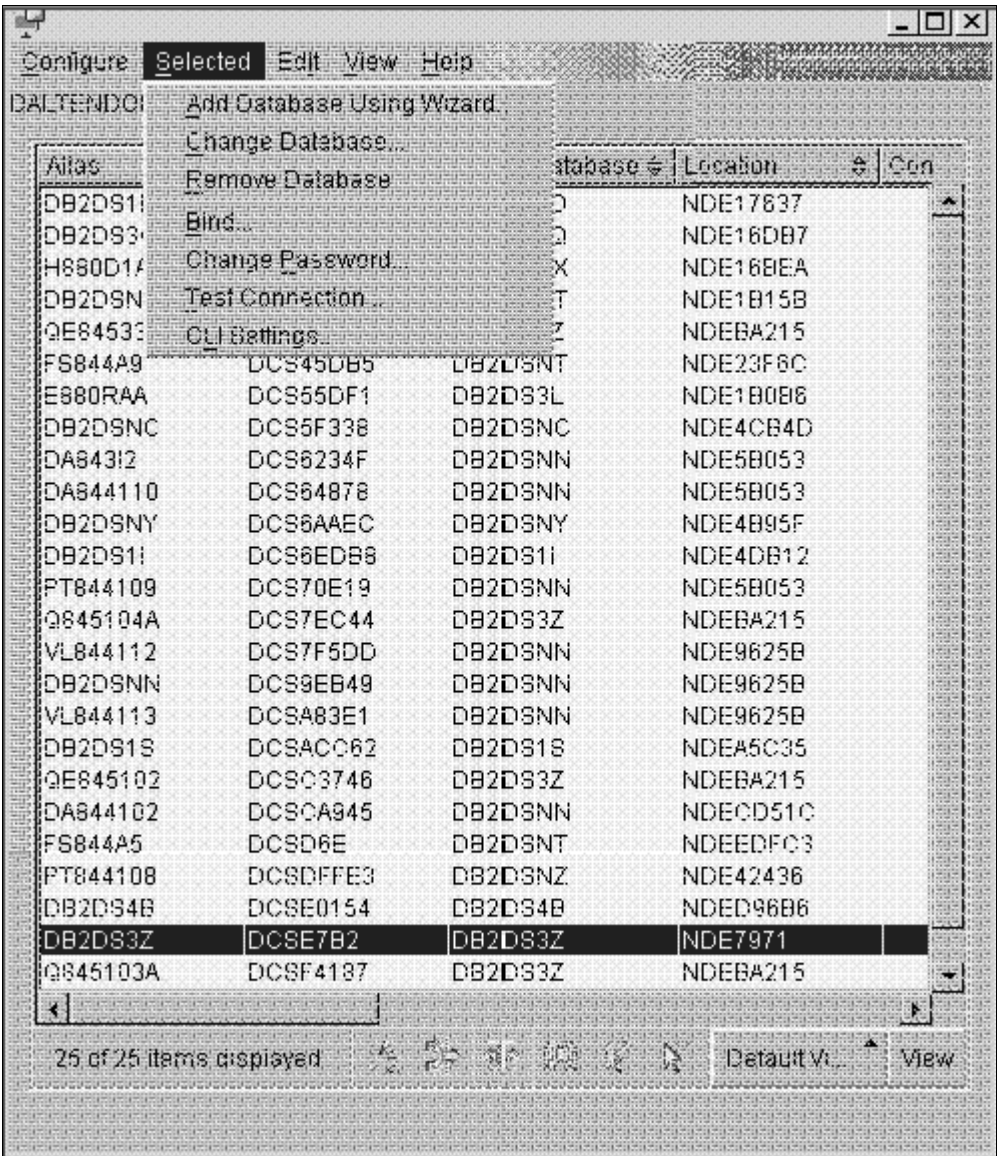 Configure Selected Edit View Help
DALTENDO
Add Database Using Wizard..
Change Database...
Remove Database
Bind...
Change Password...
Test Connection...
CLI Settings...
Alias atabase Location Con
DB2DS1 NDE17637
DB2DS3 NDE16DB7
H880D1A X NDE16BEA
DB2DSN T NDE1B15B
QE84533 Z NDEBA215
FS844A9 DCS45DB5 DB2DSNT NDE23F6C
E880RAA DCS55DF1 DB2DS3L NDE1B0B6
DB2DSNC DCS5F338 DB2DSNC NDE4CB4D
DA843I2 DCS6234F DB2DSNN NDE5B053
DA844110 DCS64878 DB2DSNN NDE5B053
DB2DSNY DCS6AAEC DB2DSNY NDE4B95F
DB2DS1I DCS6EDB8 DB2DS1I NDE4DB12
PT844109 DCS70E19 DB2DSNN NDE5B053
Q845104A DCS7EC44 DB2DS3Z NDEBA215
VL844112 DCS7F5DD DB2DSNN NDE9625B
DB2DSNN DCS9EB49 DB2DSNN NDE9625B
VL844113 DCSA83E1 DB2DSNN NDE9625B
DB2DS1S DCSACC62 DB2DS1S NDEA5C35
QE845102 DCSC3746 DB2DS3Z NDEBA215
DA844102 DCSCA945 DB2DSNN NDECD51C
FS844A5 DCSD6E DB2DSNT NDEEDFC3
PT844108 DCSDFFE3 DB2DSNZ NDE42436
DB2DS4B DCSE0154 DB2DS4B NDED96B6
DB2DS3Z DCSE7B2 DB2DS3Z NDE7971
Q845103A DCSF4187 DB2DS3Z NDEBA215
25 of 25 items displayed Default Vi... View